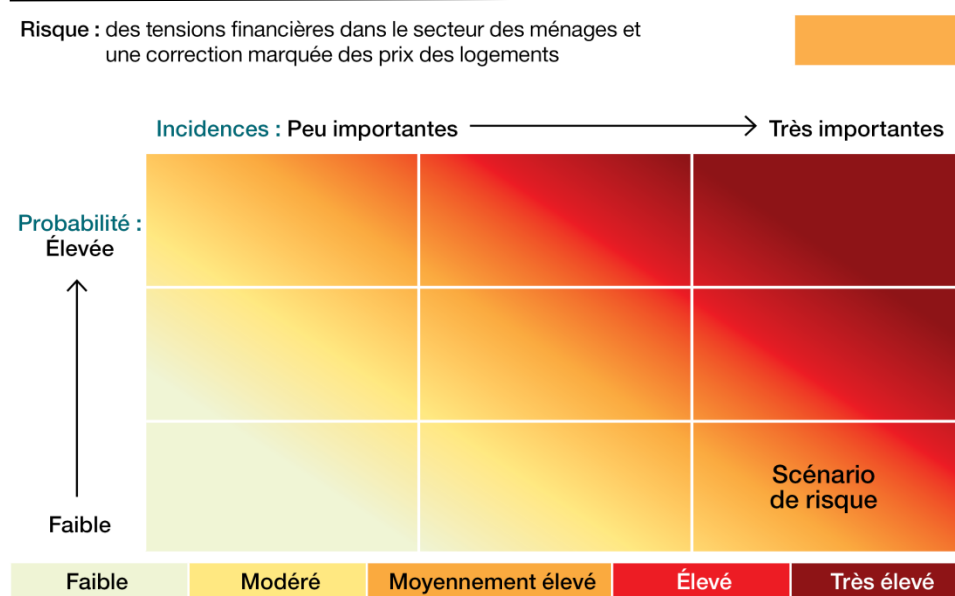 Risque : des tensions financières dans le secteur des ménages et
une correction marquée des prix des logements
Incidences : Peu importantes
Très importantes
Probabilité :
Élevée
Faible
Scénario
de risque
Faible
Modéré
Moyennement élevé
Élevé
Très élevé